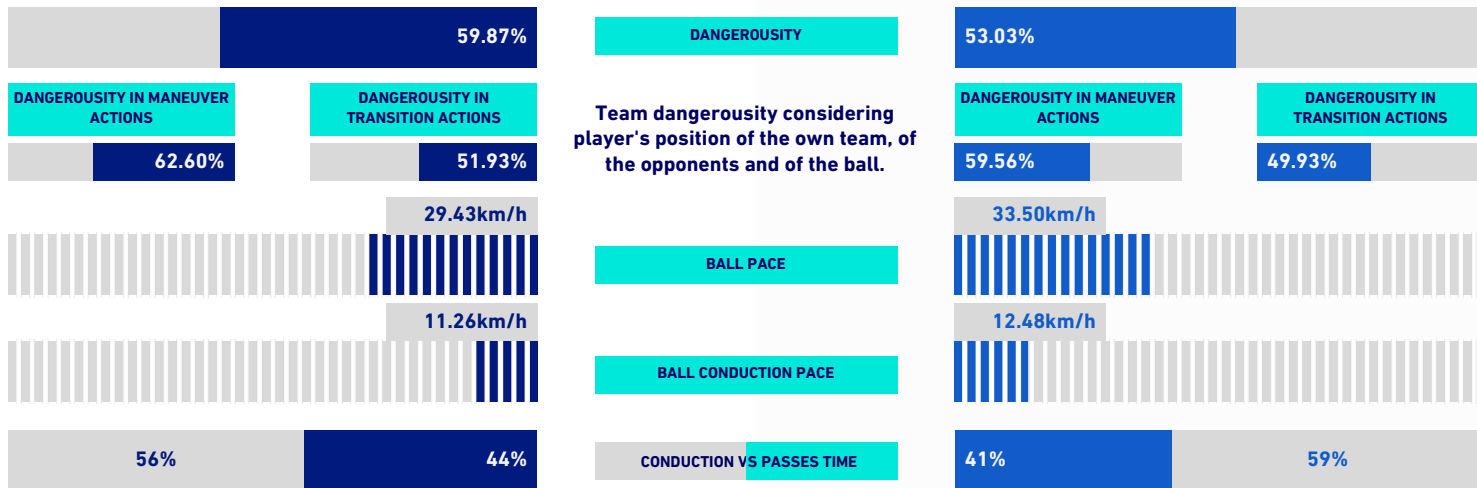 59.87%
DANGEROUSITY
53.03%
DANGEROUSITY IN MANEUVER
ACTIONS
DANGEROUSITY IN
TRANSITION ACTIONS
62.60%
51.93%
Team dangerousity considering
player's position of the own team, of
the opponents and of the ball.
DANGEROUSITY IN MANEUVER
ACTIONS
DANGEROUSITY IN
TRANSITION ACTIONS
59.56%
49.93%
29.43km/h
BALL PACE
33.50km/h
11.26km/h
BALL CONDUCTION PACE
12.48km/h
56%
44%
CONDUCTION VS PASSES TIME
41%
59%